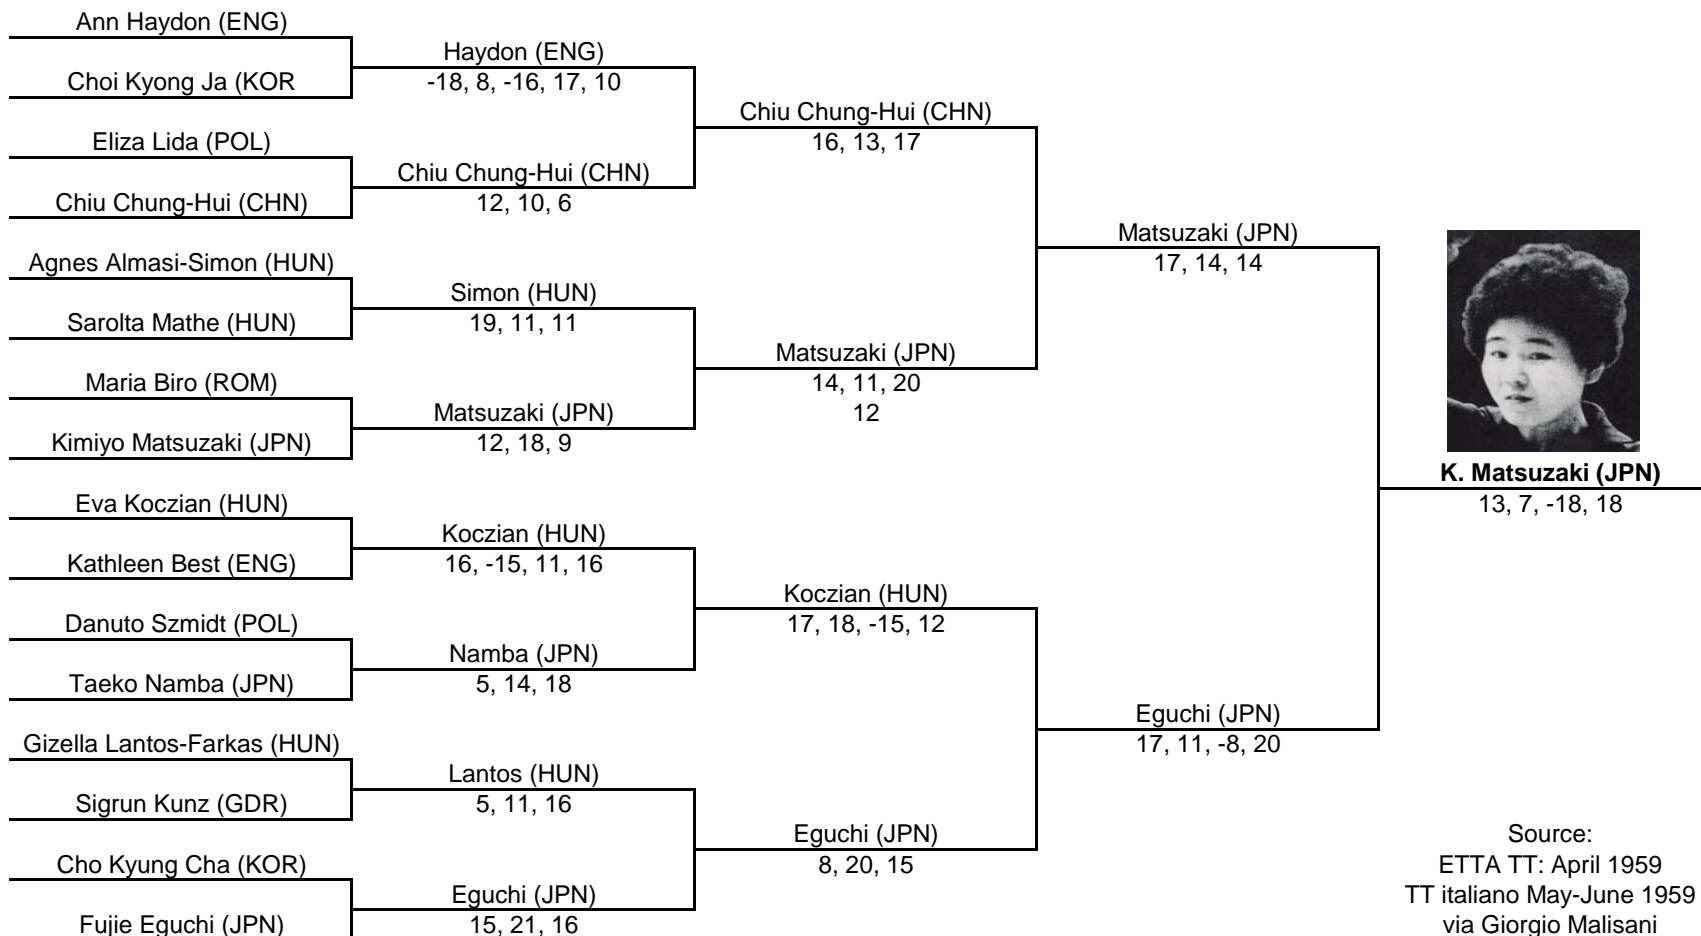 Ann Haydon (ENG)
Choi Kyong Ja (KOR
Eliza Lida (POL)
Chiu Chung-Hui (CHN)
Agnes Almasi-Simon (HUN)
Sarolta Mathe (HUN)
Maria Biro (ROM)
Kimiyo Matsuzaki (JPN)
Eva Koczian (HUN)
Kathleen Best (ENG)
Danuto Szmidt (POL)
Taeko Namba (JPN)
Gizella Lantos-Farkas (HUN)
Sigrun Kunz (GDR)
Cho Kyung Cha (KOR)
Fujie Eguchi (JPN)
Haydon (ENG)
-18, 8, -16, 17, 10
Chiu Chung-Hui (CHN)
12, 10, 6
Simon (HUN)
19, 11, 11
Matsuzaki (JPN)
12, 18, 9
Koczian (HUN)
16, -15, 11, 16
Namba (JPN)
5, 14, 18
Lantos (HUN)
5, 11, 16
Eguchi (JPN)
15, 21, 16
Chiu Chung-Hui (CHN)
16, 13, 17
Matsuzaki (JPN)
14, 11, 20
12
Koczian (HUN)
17, 18, -15, 12
Eguchi (JPN)
8, 20, 15
Matsuzaki (JPN)
17, 14, 14
Eguchi (JPN)
17, 11, -8, 20
K. Matsuzaki (JPN)
13, 7, -18, 18
Source:
ETTA TT: April 1959
TT italiano May-June 1959
via Giorgio Malisani